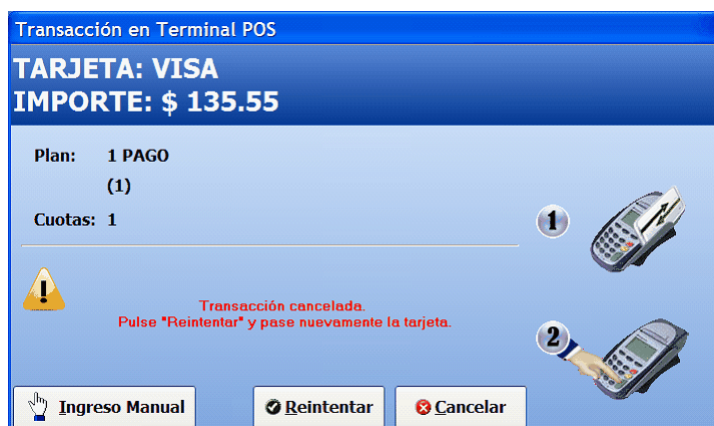 Transacción en Terminal POS
TARJETA: VISA
IMPORTE: $ 135.55
Plan: 1 PAGO
(1)
Cuotas: 1
1
Transacción cancelada.
Pulse "Reintentar" y pase nuevamente la tarjeta.
2
Ingreso Manual Reintentar Cancelar